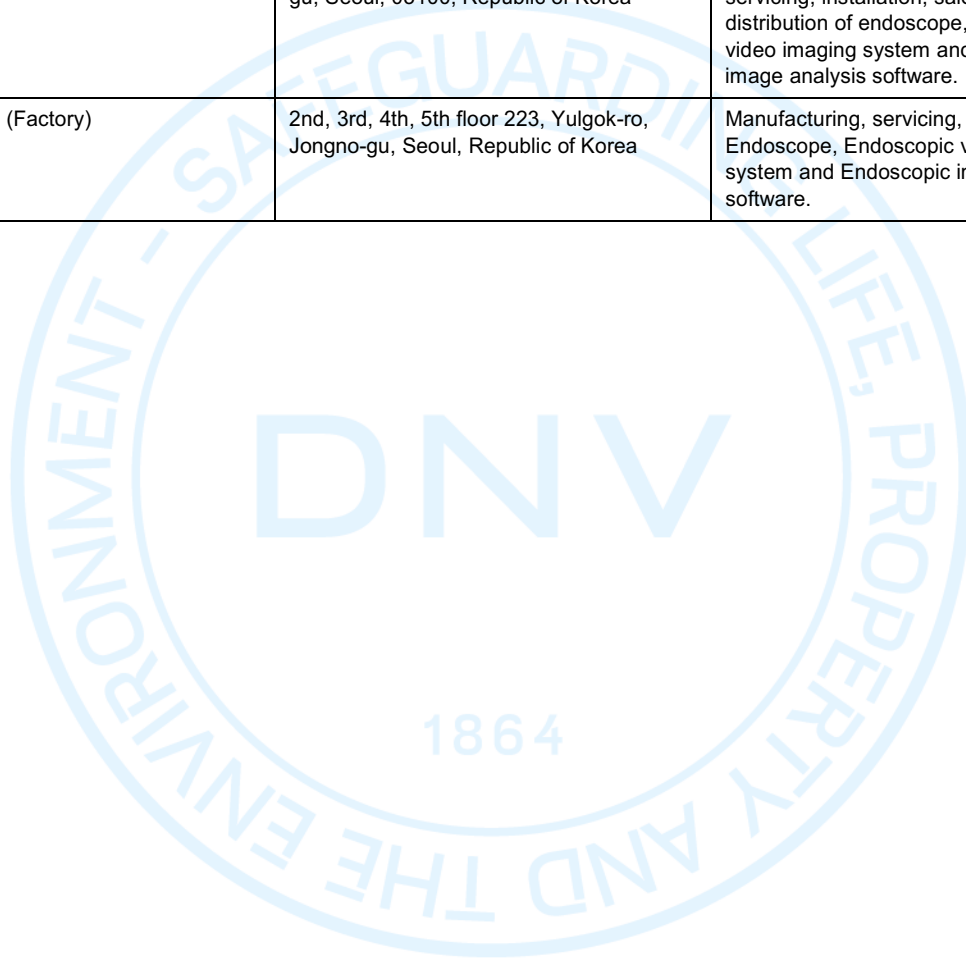 gu, Seoul, Republic of Korea
servicing, installation,
distribution of endoscope,
video imaging system
image analysis software.
(Factory)
2nd, 3rd, 4th, 5th floor 223, Yulgok-ro,
Jongno-gu, Seoul, Republic of Korea
Manufacturing, servicing,
Endoscope, Endoscopic
system and Endoscopic
software.
SAFEGUARDING LIFE, PROPERTY AND THE ENVIRONMENT -
DNV
1864